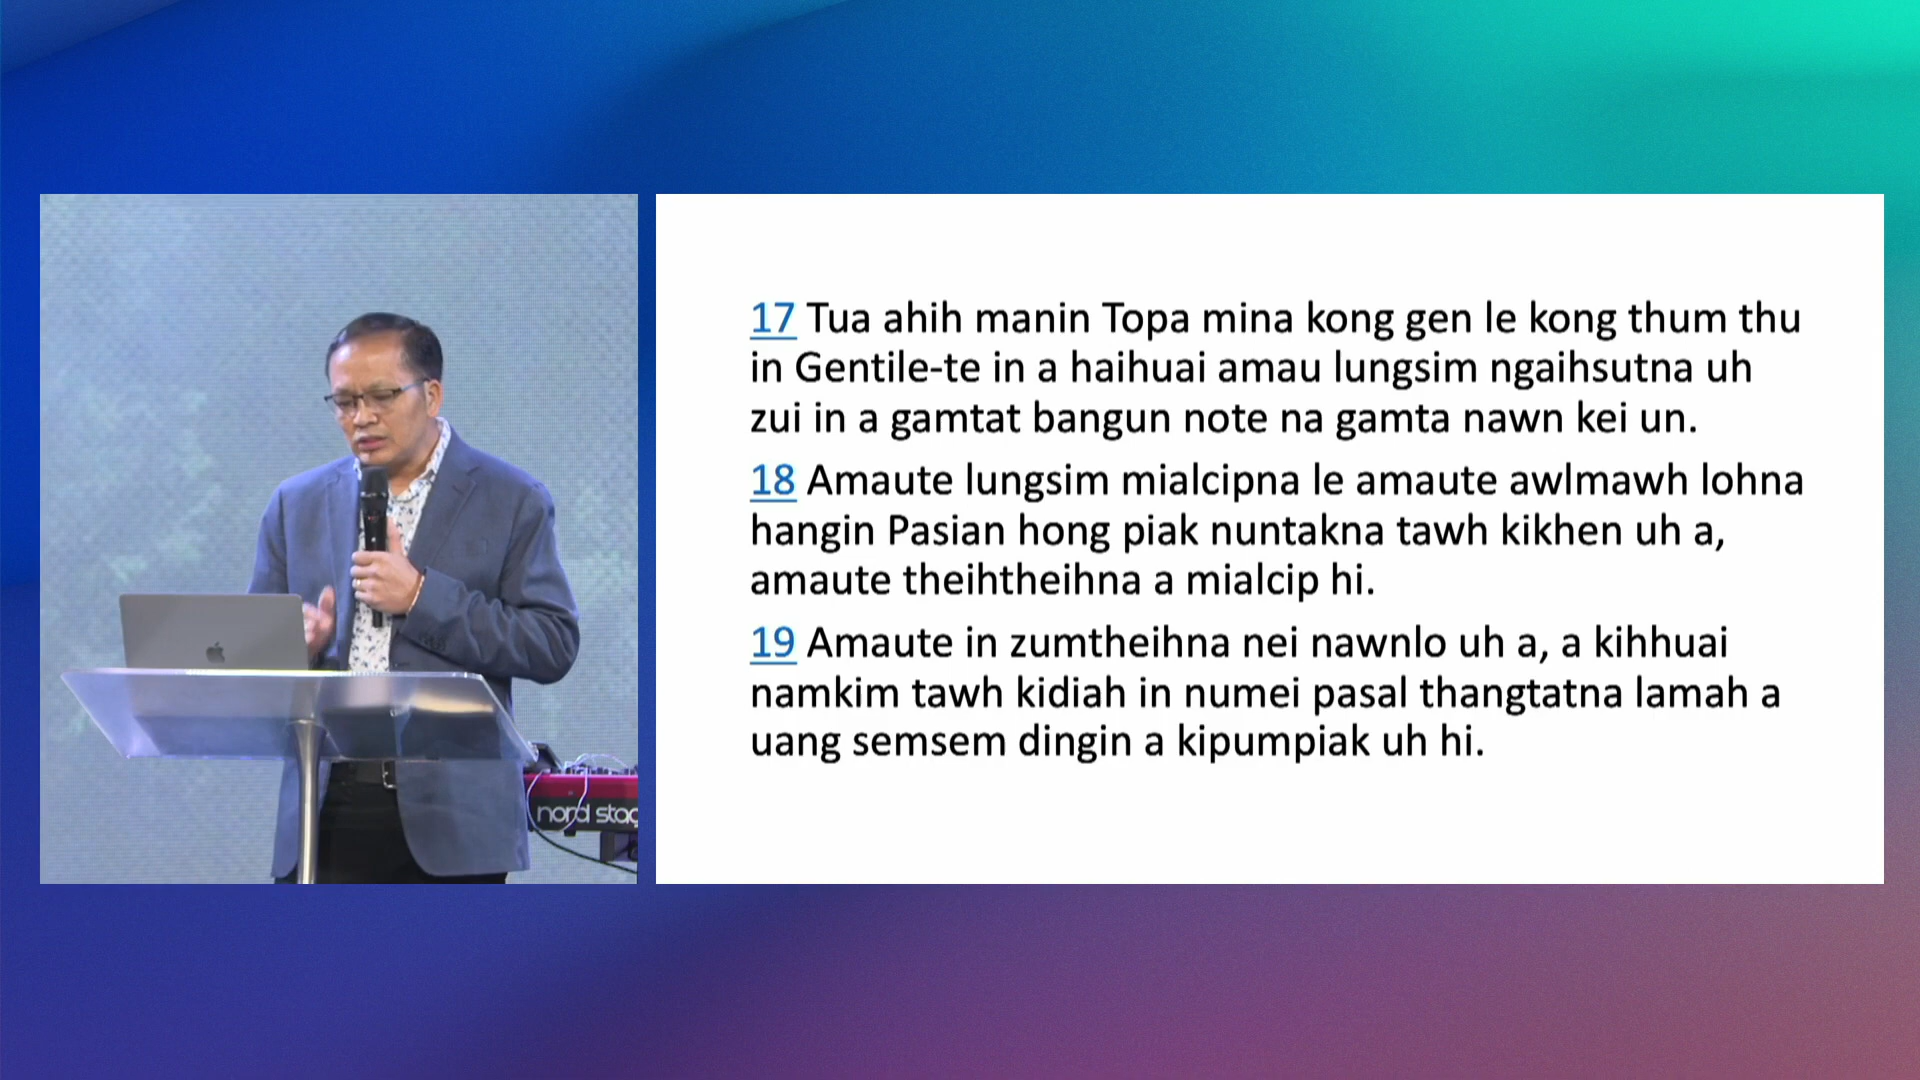 17 Tua ahih manin Topa mina kong gen le kong thum thu
in Gentile-te in a haihuai amau lungsim ngaihsutna uh
zui in a gamtat bangun note na gamta nawn kei un.
18 Amaute lungsim mialcipna le amaute awlmawh lohna
hangin Pasian hong piak nuntakna tawh kikhen uh a,
amaute theihtheihna a mialcip hi.
19 Amaute in zumtheihna nei nawnlo uh a, a kihhuai
namkim tawh kidiah in numei pasal thangtatna lamah a
uang semsem dingin a kipumpiak uh hi.
nord stag